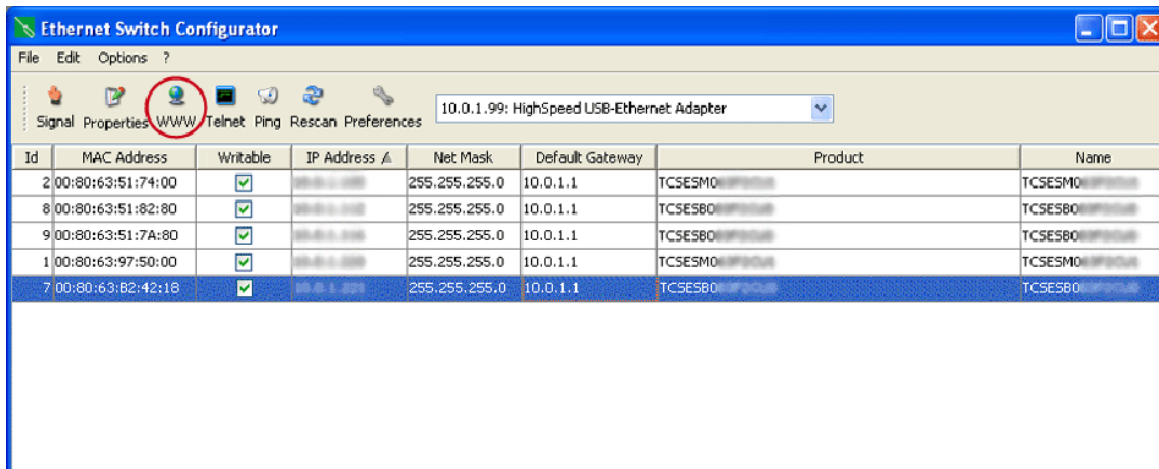 Ethernet Switch Configurator
File Edit Options ?
Signal Properties WWW Telnet Ping Rescan Preferences
10.0.1.99: HighSpeed USB-Ethernet Adapter
Id MAC Address Writable IP Address Net Mask Default Gateway Product Name
2 00:80:63:51:74:00 255.255.255.0 10.0.1.1 TCSESM0 TCSESM0
8 00:80:63:51:82:80 255.255.255.0 10.0.1.1 TCSESB0 TCSESB0
9 00:80:63:51:7A:80 255.255.255.0 10.0.1.1 TCSESB0 TCSESB0
1 00:80:63:97:50:00 255.255.255.0 10.0.1.1 TCSESM0 TCSESM0
7 00:80:63:B2:42:18 255.255.255.0 10.0.1.1 TCSESB0 TCSESB0